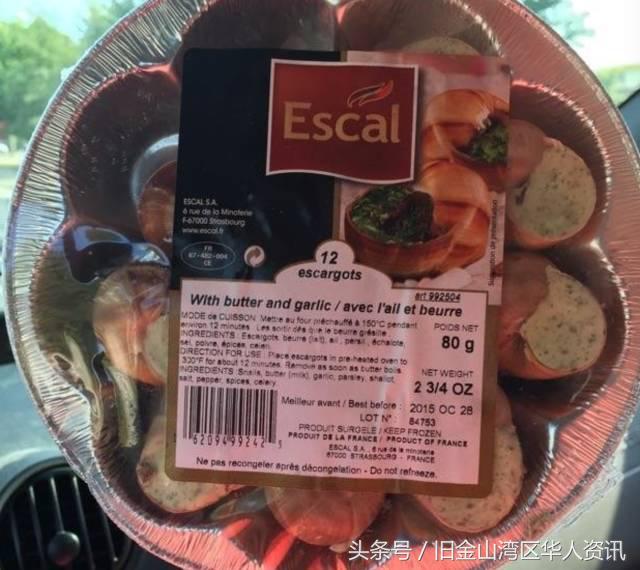 Escal
ESCAL S.A.
6 rue de la Minoterie
F-67000 Strasbourg
www.escal.fr
FR
67-482-004
CE
Suggestion de présentation
12
escargots
art 992504
With butter and garlic / avec l'ail et beurre
MODE de CUISSON: Mettre au four préchauffé à 150°C pendant
environ 12 minutes. Les sortir dès que le beurre grésille
INGREDIENTS: Escargots, beurre (lait), ail, persil, échalote,
sel, poivre, épices, céleri.
DIRECTION FOR USE: Place escargots in pre-heated oven to
300°F for about 12 minutes. Remove as soon as butter boils.
INGREDIENTS: Snails, butter (milk), garlic, parsley, shallot,
salt, pepper, spices, celery.
POIDS NET
80 g
NET WEIGHT
2 3/4 OZ
Meilleur avant / Best before : 2015 OC 28
LOT N° : 84753
PRODUIT SURGELE / KEEP FROZEN
PRODUIT DE LA FRANCE / PRODUCT OF FRANCE
ESCAL S.A., 6 rue de la minoterie
67000 STRASBOURG - FRANCE
62094 99242
Ne pas recongeler après décongelation - Do not refreeze.
头条号 / 旧金山湾区华人资讯